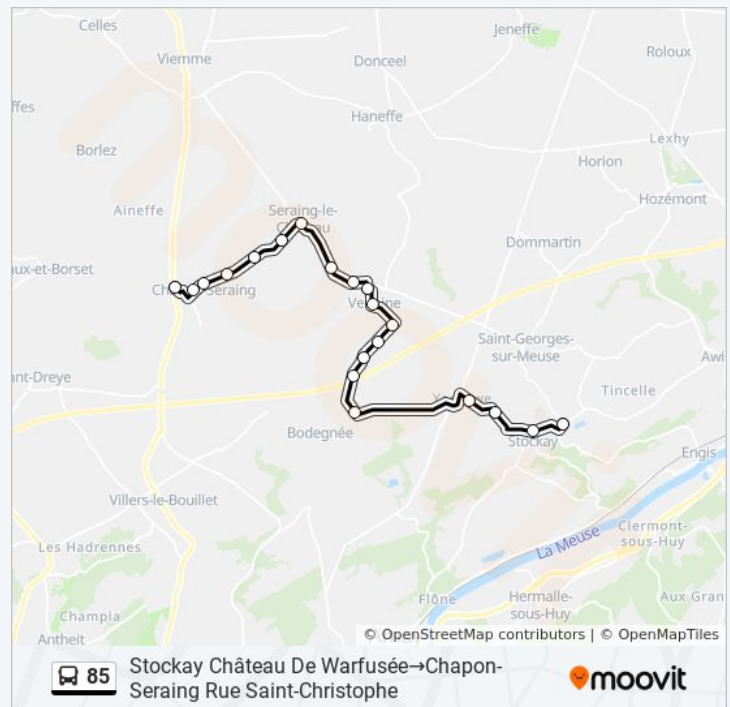 Celles
Jeneffe
Viemme
Donceel
Roloux
ffes
Haneffe
Lexhy
Borlez
Horion
Hozémont
Aineffe
Seraing-le-
Château
Dommartin
aux-et-Borset
Seraing
Saint-Georges-
sur-Meuse
Awi
ant-Dreye
Tincelle
Bodegnée
Stockay
Engis
Villers-le-Bouillet
Clermont-
sous-Huy
La Meuse
Les Hadrennes
Flône
Hermalle-
sous-Huy
Aux Gran
Champia
Antheit
© OpenStreetMap contributors | © OpenMapTiles
85
Stockay Château De Warfusée→Chapon-
Seraing Rue Saint-Christophe
moovit